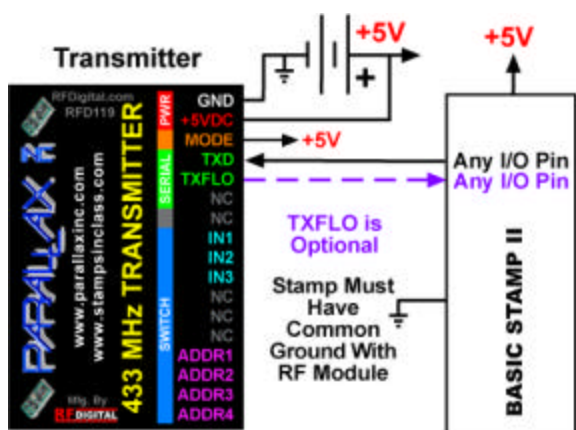 Transmitter
+5V
+
+5V
RFDigital.com
RFD119
PARALLAX
www.parallaxinc.com
www.stampsinclass.com
433 MHz TRANSMITTER
Mfg. By
RF DIGITAL
PWR
SERIAL
SWITCH
GND
+5VDC
MODE
TXD
TXFLO
NC
NC
IN1
IN2
IN3
NC
NC
NC
ADDR1
ADDR2
ADDR3
ADDR4
+5V
Any I/O Pin
Any I/O Pin
TXFLO is
Optional
Stamp Must
Have
Common
Ground With
RF Module
BASIC STAMP II